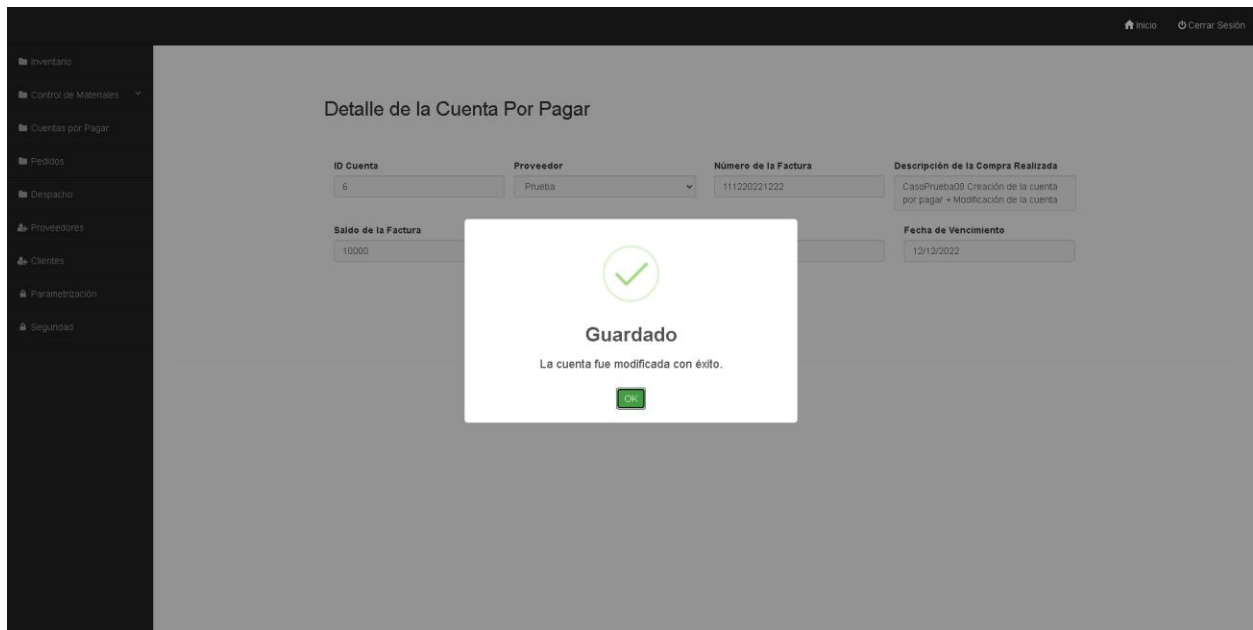 Inicio
Cerrar Sesión
Inventario
Control de Materiales
Cuentas por Pagar
Pedidos
Despacho
Proveedores
Clientes
Parametrización
Seguridad
Detalle de la Cuenta Por Pagar
ID Cuenta
6
Proveedor
Prueba
Número de la Factura
111220221222
Descripción de la Compra Realizada
CasoPrueba08 Creación de la cuenta
por pagar + Modificación de la cuenta
Saldo de la Factura
10000
Fecha de Vencimiento
12/12/2022
Guardado
La cuenta fue modificada con éxito.
OK